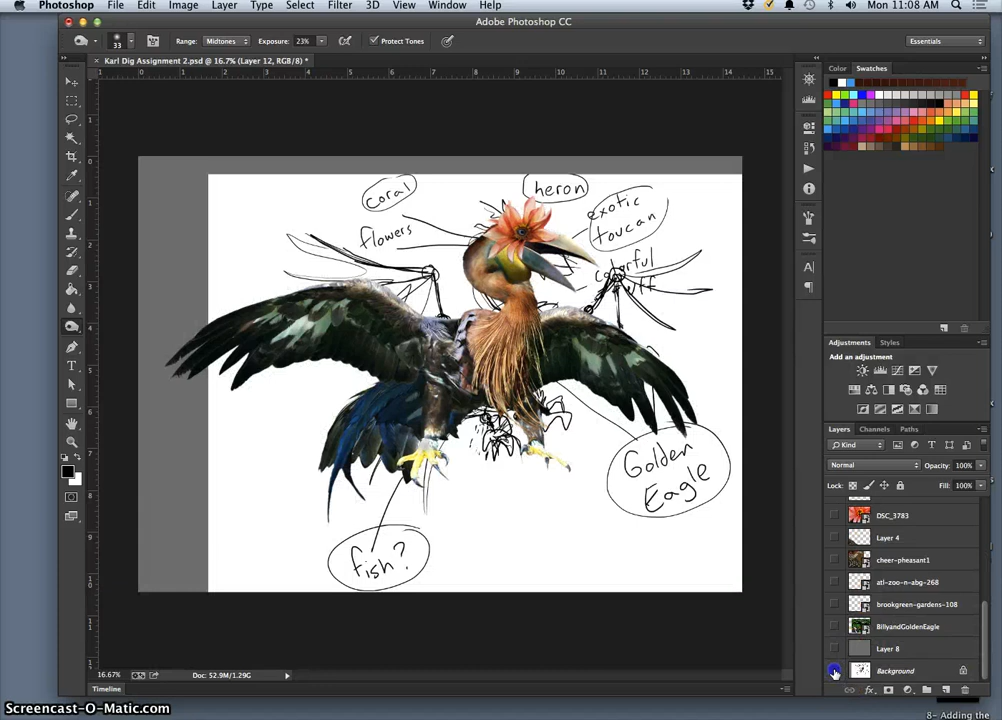 Photoshop File Edit Image Layer Type Select Filter 3D View Window Help
Mon 11:08 AM
Adobe Photoshop CC
33 Range: Midtones Exposure: 23% Protect Tones Essentials
Karl Dig Assignment 2.psd @ 16.7% (Layer 12, RGB/8) *
Color Swatches
coral
heron
exotic
toucan
flowers
colorful
Golden
Eagle
fish?
Adjustments Styles
Add an adjustment
Layers Channels Paths
Kind
Normal Opacity: 100%
Lock: Fill: 100%
DSC_3783
Layer 4
cheer-pheasant1
atl-zoo-n-abg-268
brookgreen-gardens-108
BillyandGoldenEagle
Layer 8
Background
16.67% Doc: 52.9M/1.29G
Timeline
Screencast-O-Matic.com
8- Adding the